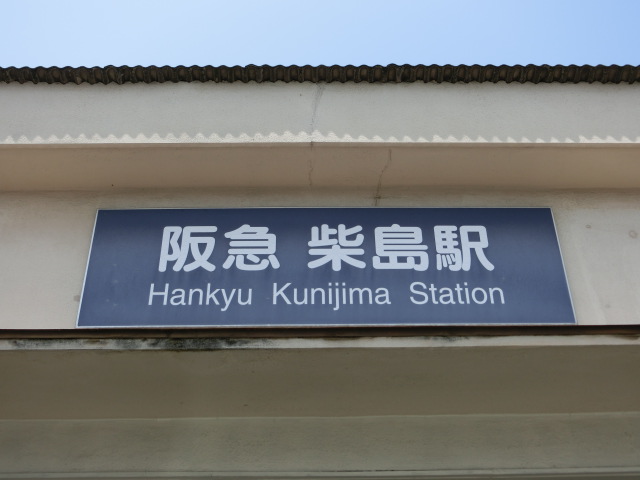 阪急 柴島駅
Hankyu Kunijima Station